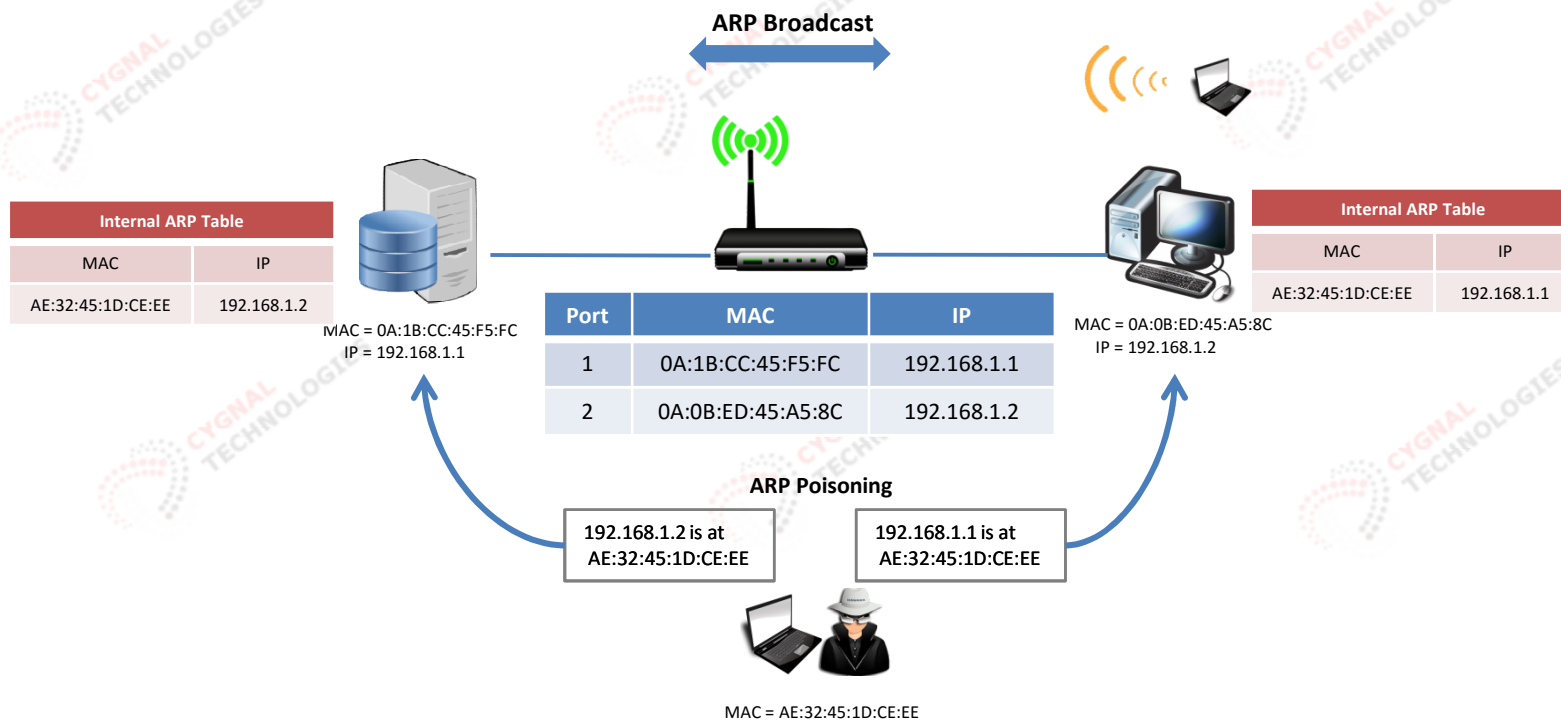 ARP Broadcast
CYGNAL
TECHNOLOGIES
CYGNAL
TECHNOLOGIES
Internal ARP Table
MAC IP
AE:32:45:1D:CE:EE 192.168.1.2
MAC = 0A:1B:CC:45:F5:FC
IP = 192.168.1.1
Port MAC IP
1 0A:1B:CC:45:F5:FC 192.168.1.1
2 0A:0B:ED:45:A5:8C 192.168.1.2
Internal ARP Table
MAC IP
AE:32:45:1D:CE:EE 192.168.1.1
MAC = 0A:0B:ED:45:A5:8C
IP = 192.168.1.2
CYGNAL
TECHNOLOGIES
CYGNAL
TECHNOLOGIES
ARP Poisoning
192.168.1.2 is at
AE:32:45:1D:CE:EE
192.168.1.1 is at
AE:32:45:1D:CE:EE
MAC = AE:32:45:1D:CE:EE